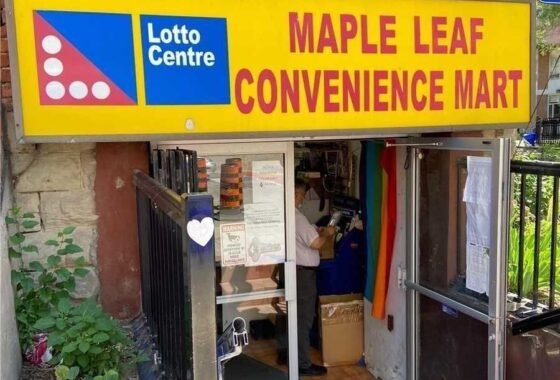 Lotto
Centre
MAPLE LEAF
CONVENIENCE MART
WARNING